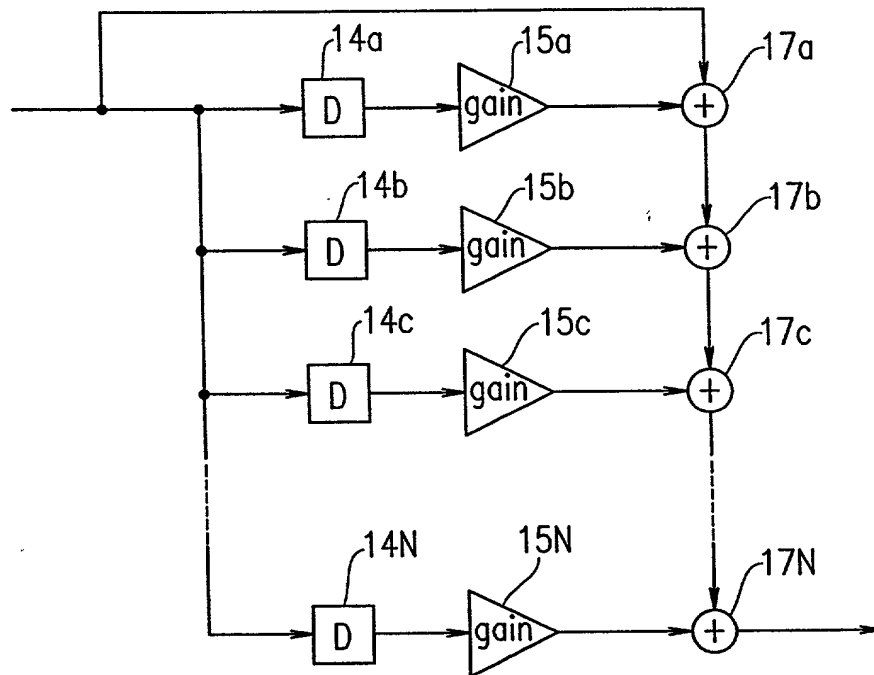 14a 15a 17a
D gain +
14b 15b 17b
D gain +
14c 15c 17c
D gain +
14N 15N 17N
D gain +